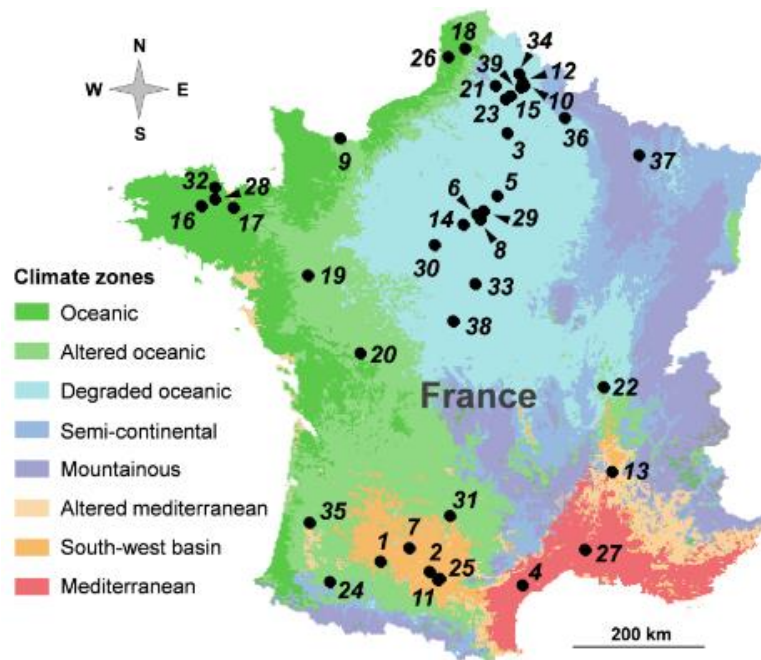 N
W E
S
18
26
34
39
12
21
10
23
15
3
36
37
9
32
28
16
17
5
6
29
14
8
30
33
19
38
20
22
France
Climate zones
Oceanic
Altered oceanic
Degraded oceanic
Semi-continental
Mountainous
Altered mediterranean
South-west basin
Mediterranean
13
31
35
7
1
2
25
24
11
4
27
200 km